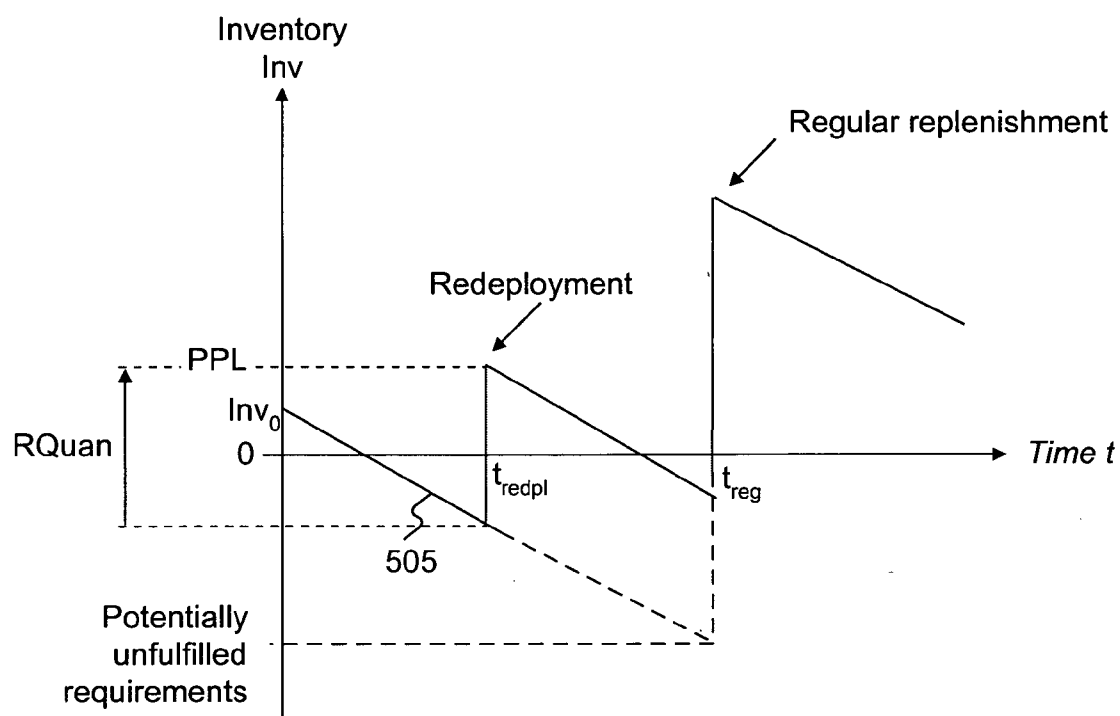 Inventory
Inv
Regular replenishment
Redeployment
PPL
Inv0
RQuan
0
Time t
tredpl
treg
505
Potentially
unfulfilled
requirements